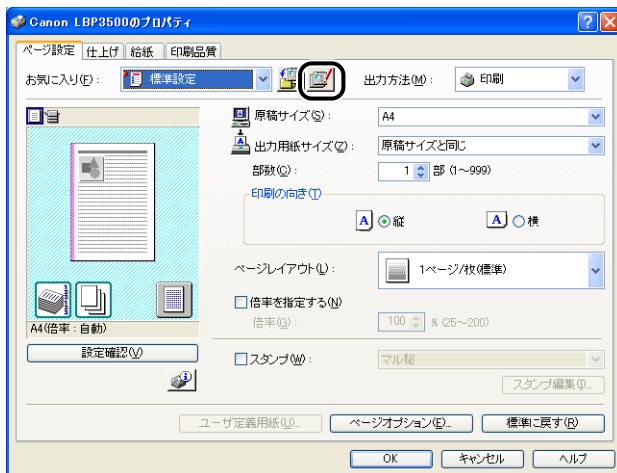 Canon LBP3500のプロパティ
ページ設定 仕上げ 給紙 印刷品質
お気に入り(F): 標準設定 出力方法(M): 印刷
原稿サイズ(S): A4
出力用紙サイズ(Z): 原稿サイズと同じ
部数(C): 1 部 (1～999)
印刷の向き(T)
A 縦 A 横
ページレイアウト(L): 1ページ/枚(標準)
倍率を指定する(N)
倍率(G): 100 % (25～200)
A4(倍率:自動)
設定確認(V)
スタンプ(W): マル秘
スタンプ編集(I)...
ユーザ定義用紙(U)... ページオプション(E)... 標準に戻す(R)
OK キャンセル ヘルプ